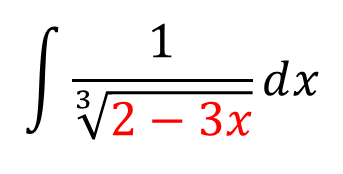 ∫ 1/∛(2 − 3x) dx